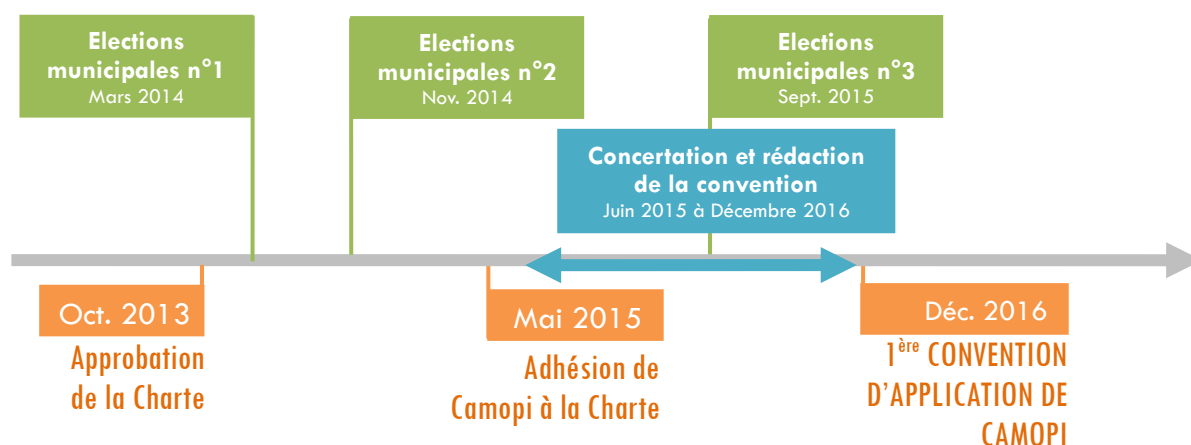 Elections
municipales n°1
Mars 2014
Elections
municipales n°2
Nov. 2014
Elections
municipales n°3
Sept. 2015
Concertation et rédaction
de la convention
Juin 2015 à Décembre 2016
Oct. 2013
Approbation
de la Charte
Mai 2015
Adhésion de
Camopi à la Charte
Déc. 2016
1ère CONVENTION
D’APPLICATION DE
CAMOPI